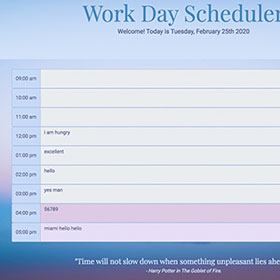 Work Day Scheduler
Welcome! Today is Tuesday, February 25th 2020
09:00 am
10:00 am
11:00 am
12:00 pm i am hungry
01:00 pm excellent
02:00 pm hello
03:00 pm yes man
04:00 pm 86789
05:00 pm miami hello hello
"Time will not slow down when something unpleasant lies ahe
- Harry Potter in The Goblet of Fire.